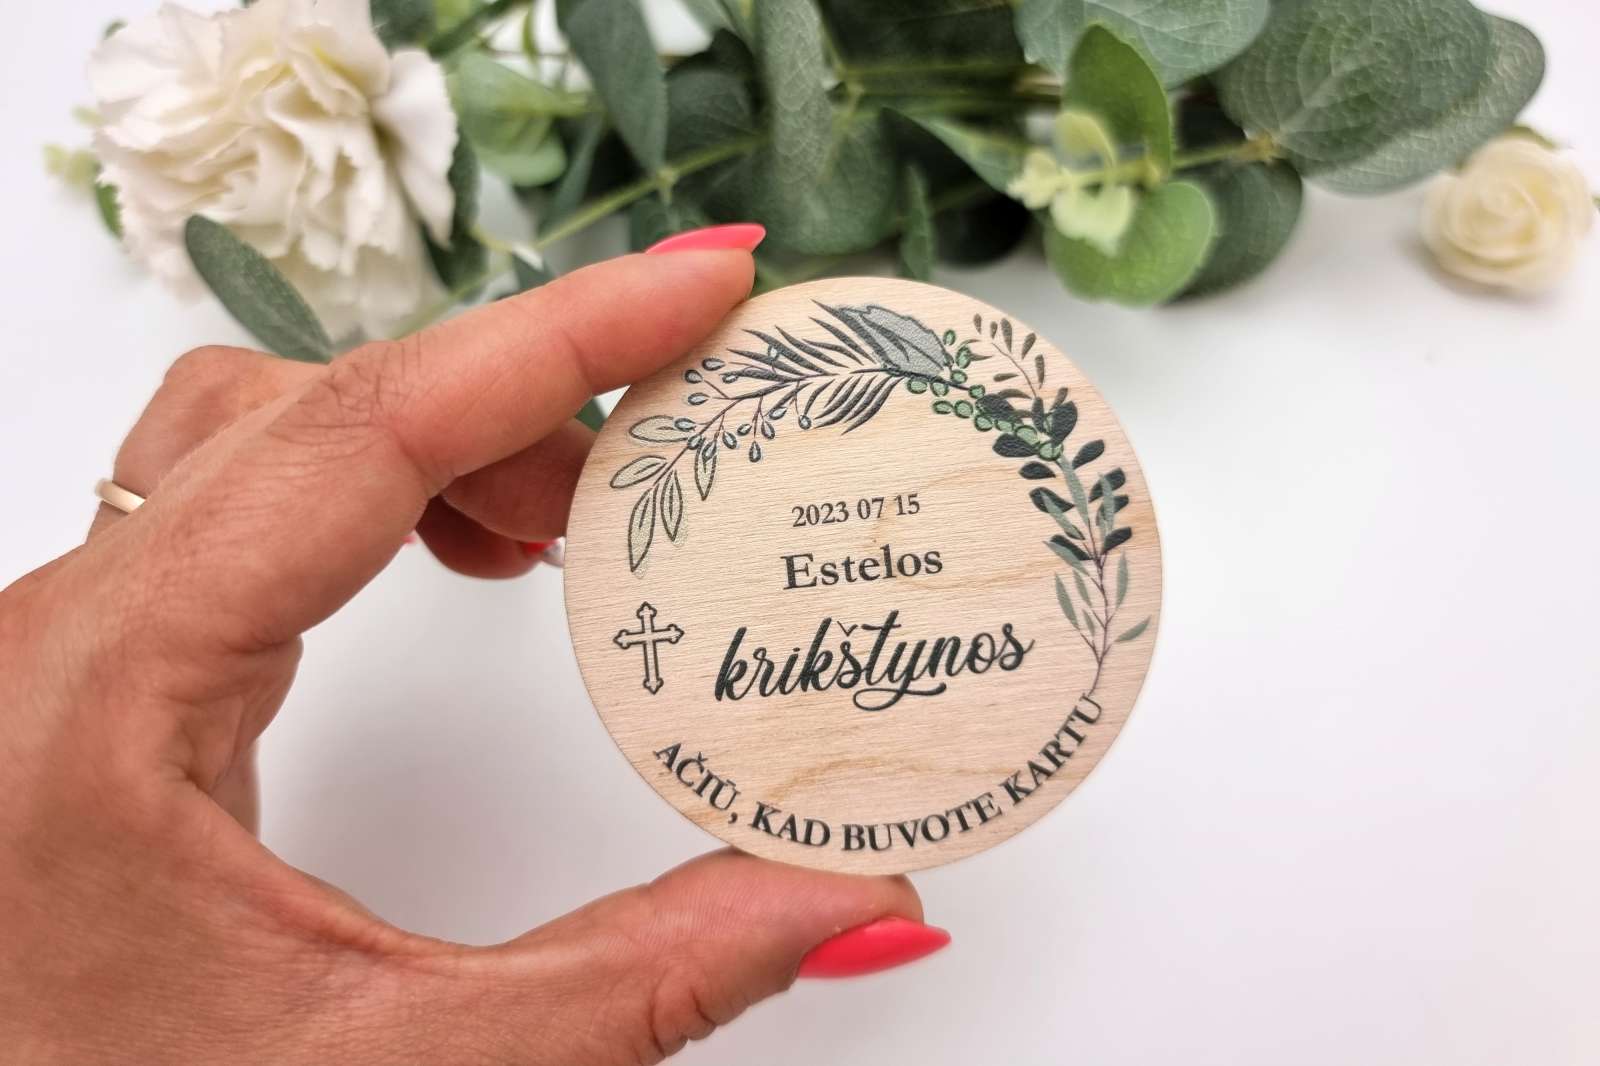 2023 07 15
Estelos
krikštynos
AČIŪ, KAD BUVOTE KARTU